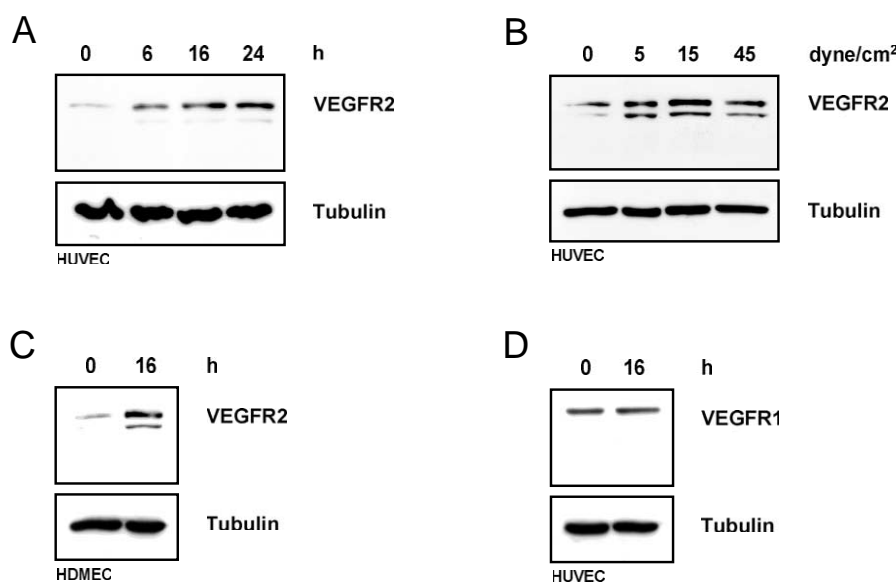 A
0 6 16 24 h
VEGFR2
Tubulin
HUVEC
B
0 5 15 45 dyne/cm²
VEGFR2
Tubulin
HUVEC
C
0 16 h
VEGFR2
Tubulin
HDMEC
D
0 16 h
VEGFR1
Tubulin
HUVEC